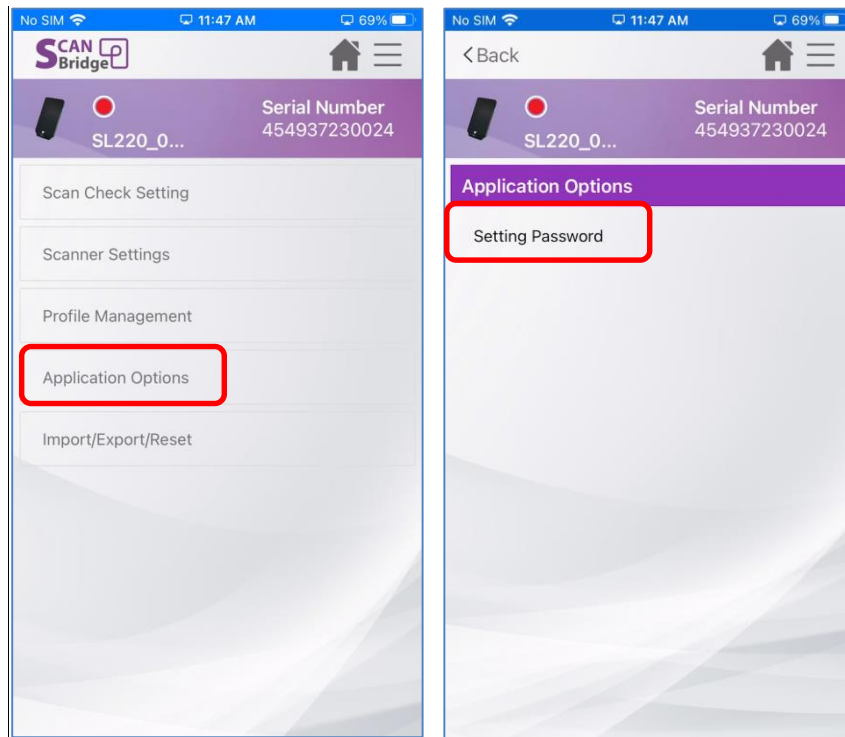 No SIM 11:47 AM 69%
SCAN
Bridge
SL220_0...
Serial Number
454937230024
Scan Check Setting
Scanner Settings
Profile Management
Application Options
Import/Export/Reset
No SIM 11:47 AM 69%
<Back
SL220_0...
Serial Number
454937230024
Application Options
Setting Password